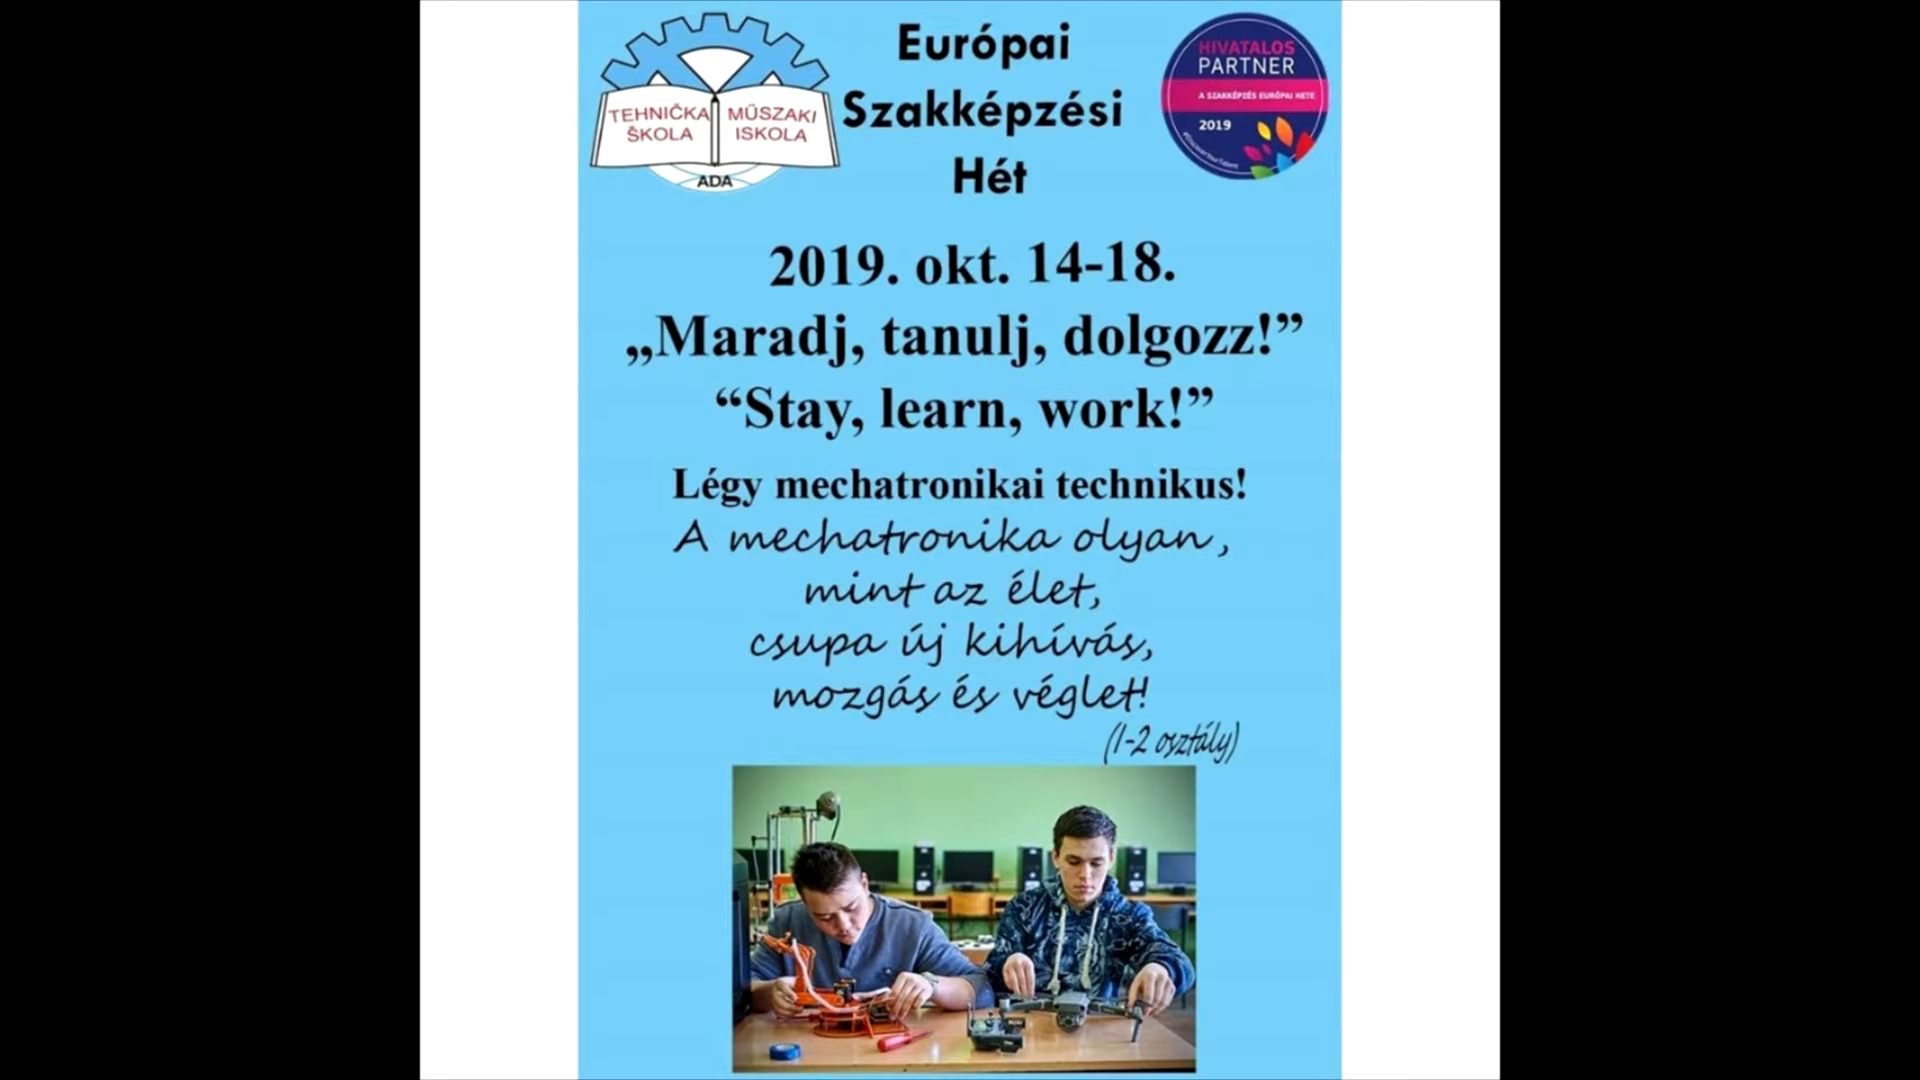 TEHNIČKA ŠKOLA
MŰSZAKI ISKOLA
ADA
Európai
Szakképzési
Hét
HIVATALOS
PARTNER
A SZAKKÉPZÉS EURÓPAI HETE
2019
#DiscoverYourTalent
2019. okt. 14-18.
„Maradj, tanulj, dolgozz!”
“Stay, learn, work!”
Légy mechatronikai technikus!
A mechatronika olyan,
mint az élet,
csupa új kihívás,
mozgás és véglet!
(1-2 osztály)